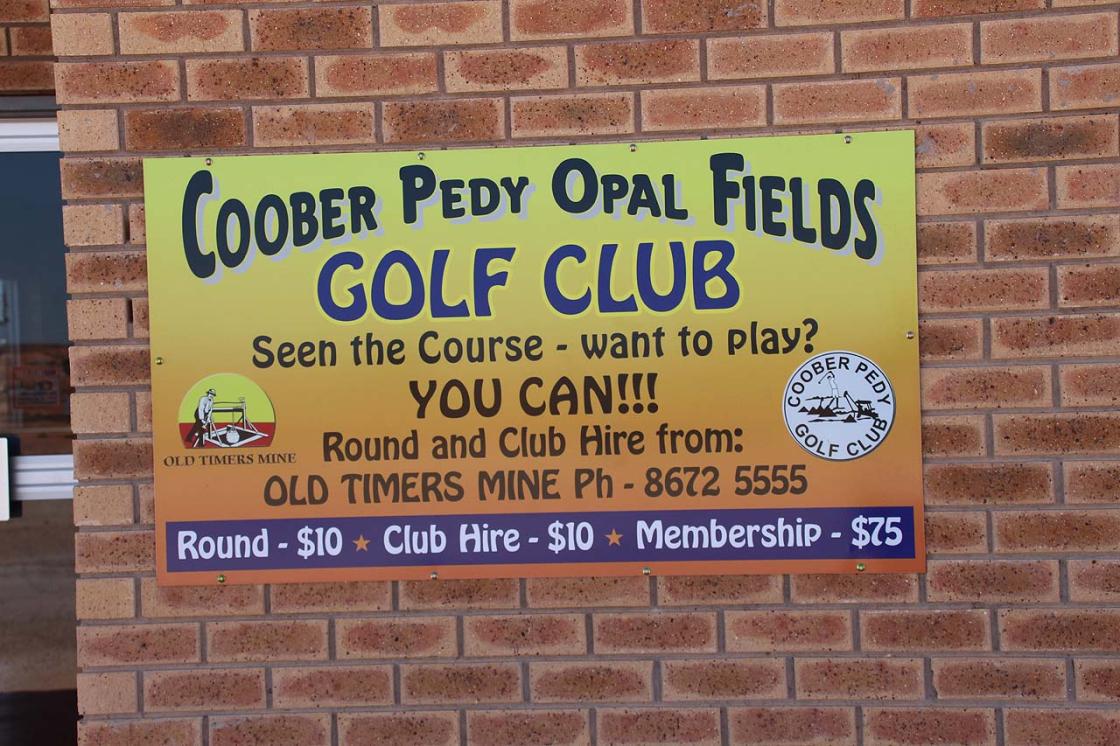 COOBER PEDY OPAL FIELDS
GOLF CLUB
Seen the Course - want to play?
YOU CAN!!!
Round and Club Hire from:
OLD TIMERS MINE Ph - 8672 5555
OLD TIMERS MINE
COOBER PEDY
GOLF CLUB
Round - $10 ★ Club Hire - $10 ★ Membership - $75